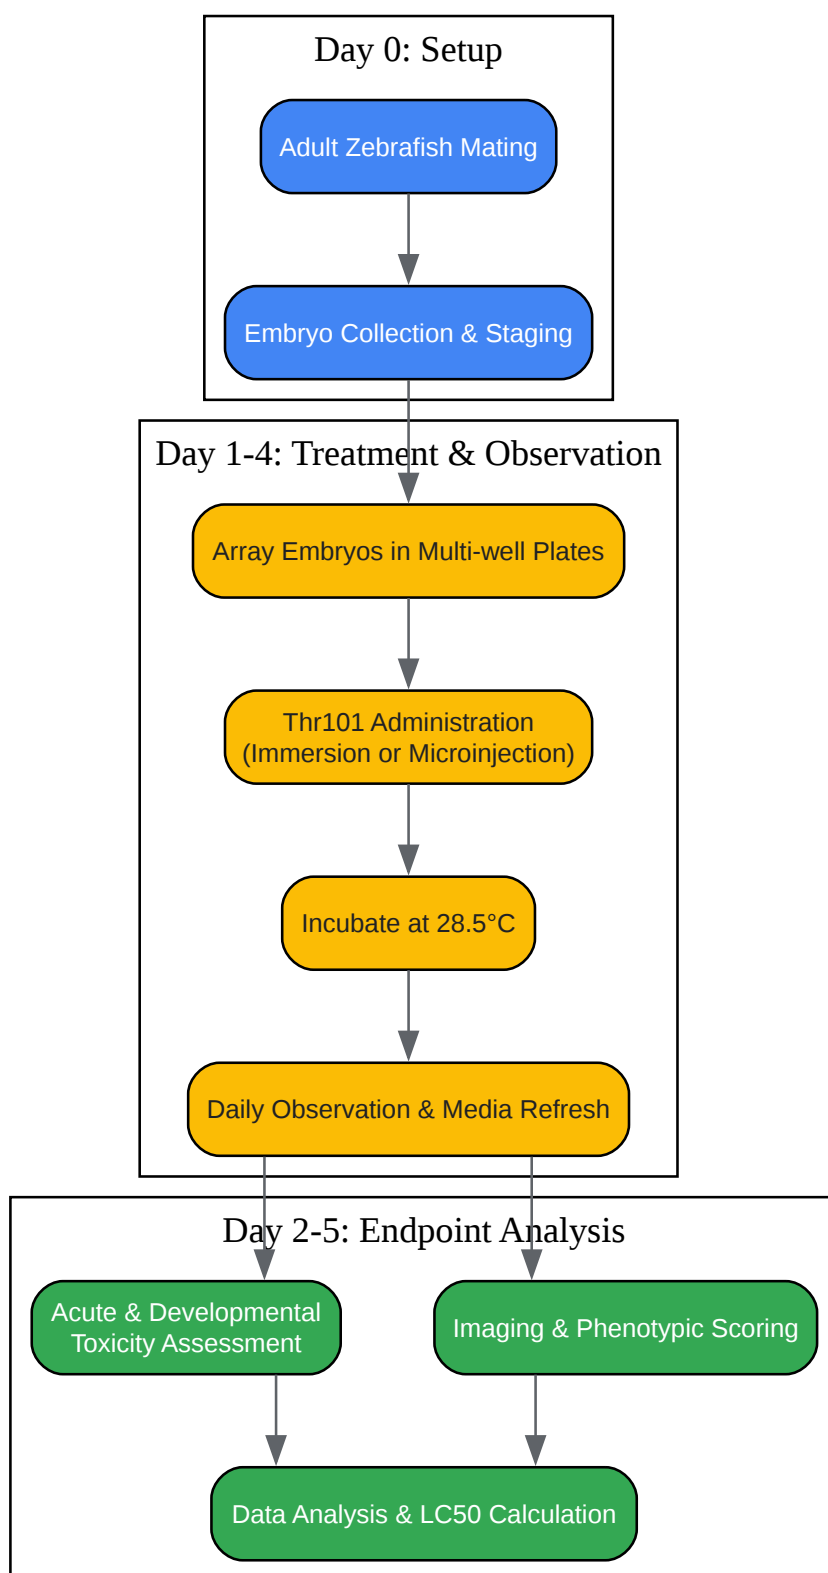 Day 0: Setup
Adult Zebrafish Mating
Embryo Collection & Staging
Day 1-4: Treatment & Observation
Array Embryos in Multi-well Plates
Thr101 Administration
(Immersion or Microinjection)
Incubate at 28.5°C
Daily Observation & Media Refresh
Day 2-5: Endpoint Analysis
Acute & Developmental
Toxicity Assessment
Imaging & Phenotypic Scoring
Data Analysis & LC50 Calculation